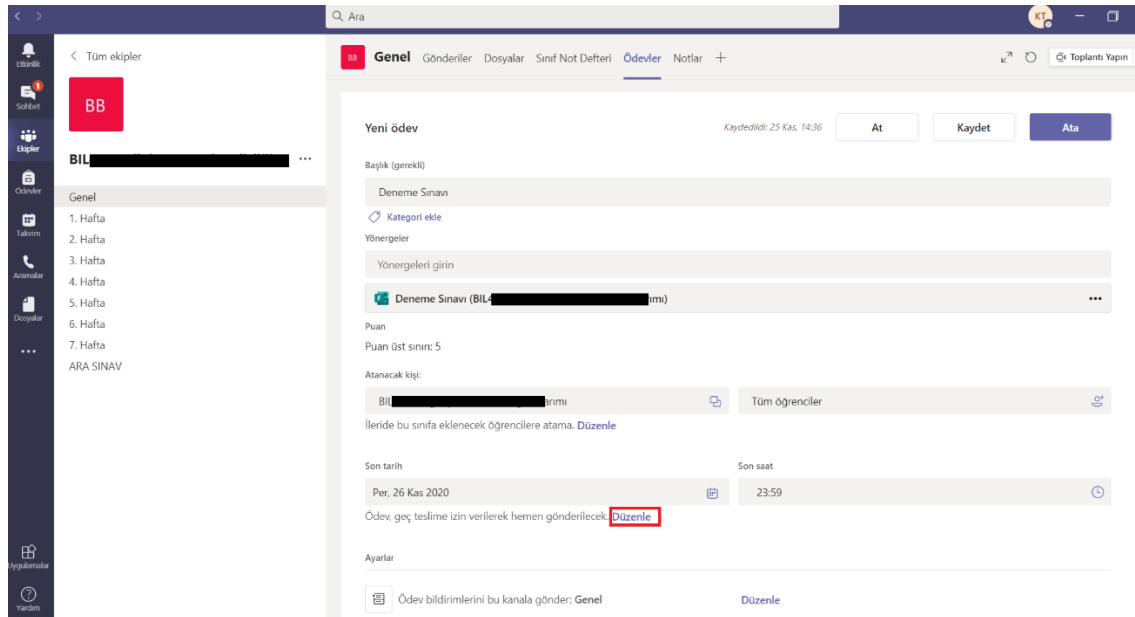 Ara
KT
Etkinlik
1
Sohbet
Ekipler
Ödevler
Takvim
Aramalar
Dosyalar
Uygulamalar
Yardım
Tüm ekipler
BB
BIL
Genel
1. Hafta
2. Hafta
3. Hafta
4. Hafta
5. Hafta
6. Hafta
7. Hafta
ARA SINAV
BB Genel Gönderiler Dosyalar Sınıf Not Defteri Ödevler Notlar Toplantı Yapın
Yeni ödev Kaydedildi: 25 Kas, 14:36 At Kaydet Ata
Başlık (gerekli)
Deneme Sınavı
Kategori ekle
Yönergeler
Yönergeleri girin
Deneme Sınavı (BIL4 ımı)
Puan
Puan üst sınırı: 5
Atanacak kişi:
BIL arımı Tüm öğrenciler
İleride bu sınıfa eklenecek öğrencilere atama. Düzenle
Son tarih Son saat
Per, 26 Kas 2020 23:59
Ödev, geç teslime izin verilerek hemen gönderilecek. Düzenle
Ayarlar
Ödev bildirimlerini bu kanala gönder: Genel Düzenle